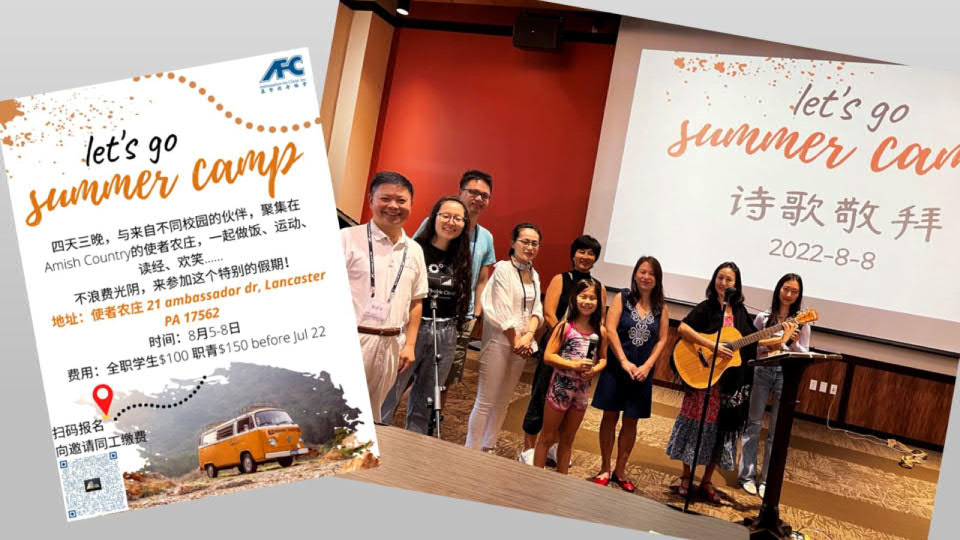 AFC
let's go
summer camp
四天三晚，与来自不同校园的伙伴，聚集在
Amish Country的使者农庄，一起做饭、运动、
读经、欢笑......
不浪费光阴，来参加这个特别的假期！
地址：使者农庄 21 ambassador dr, Lancaster
PA 17562
时间：8月5-8日
费用：全职学生$100 职青$150 before Jul 22
扫码报名
向邀请同工缴费
let's go
summer cam
诗歌敬拜
2022-8-8